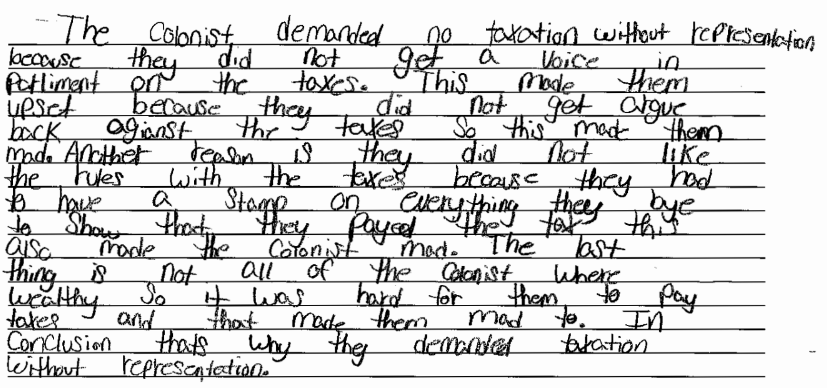 The Colonist demanded no taxation without representation
because they did not get a voice in
Parliment on the taxes. This made them
upset because they did not get argue
back agianst the taxes so this made them
mad. Another reason is they did not like
the rules with the taxes because they had
to have a stamp on everything they bye
to show that they payed the tax this
also made the Colonist mad. The last
thing is not all of the Colonist where
wealthy so it was hard for them to pay
taxes and that made them mad to. In
Conclusion thats why they demanded taxation
without representation.